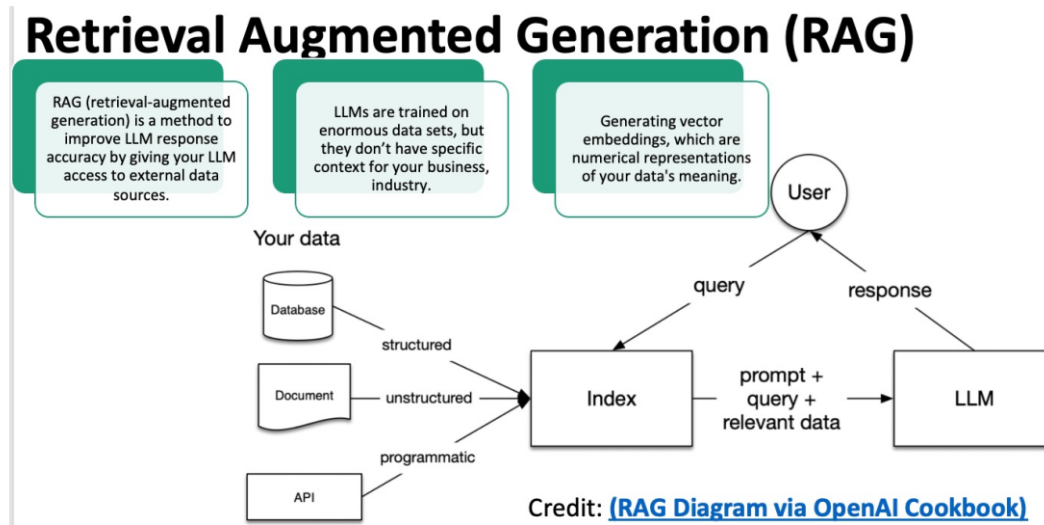 Retrieval Augmented Generation (RAG)
RAG (retrieval-augmented
generation) is a method to
improve LLM response
accuracy by giving your LLM
access to external data
sources.
LLMs are trained on
enormous data sets, but
they don’t have specific
context for your business,
industry.
Generating vector
embeddings, which are
numerical representations
of your data's meaning.
User
Your data
query
response
Database
structured
Document
unstructured
Index
prompt +
query +
relevant data
LLM
programmatic
API
Credit: (RAG Diagram via OpenAI Cookbook)